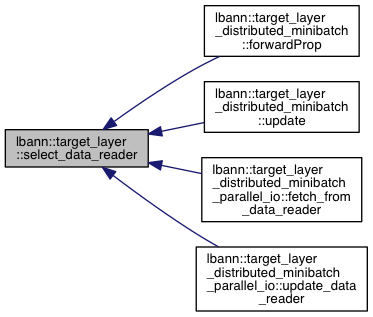 lbann::target_layer
::select_data_reader
lbann::target_layer
_distributed_minibatch
::forwardProp
lbann::target_layer
_distributed_minibatch
::update
lbann::target_layer
_distributed_minibatch
_parallel_io::fetch_from
_data_reader
lbann::target_layer
_distributed_minibatch
_parallel_io::update_data
_reader